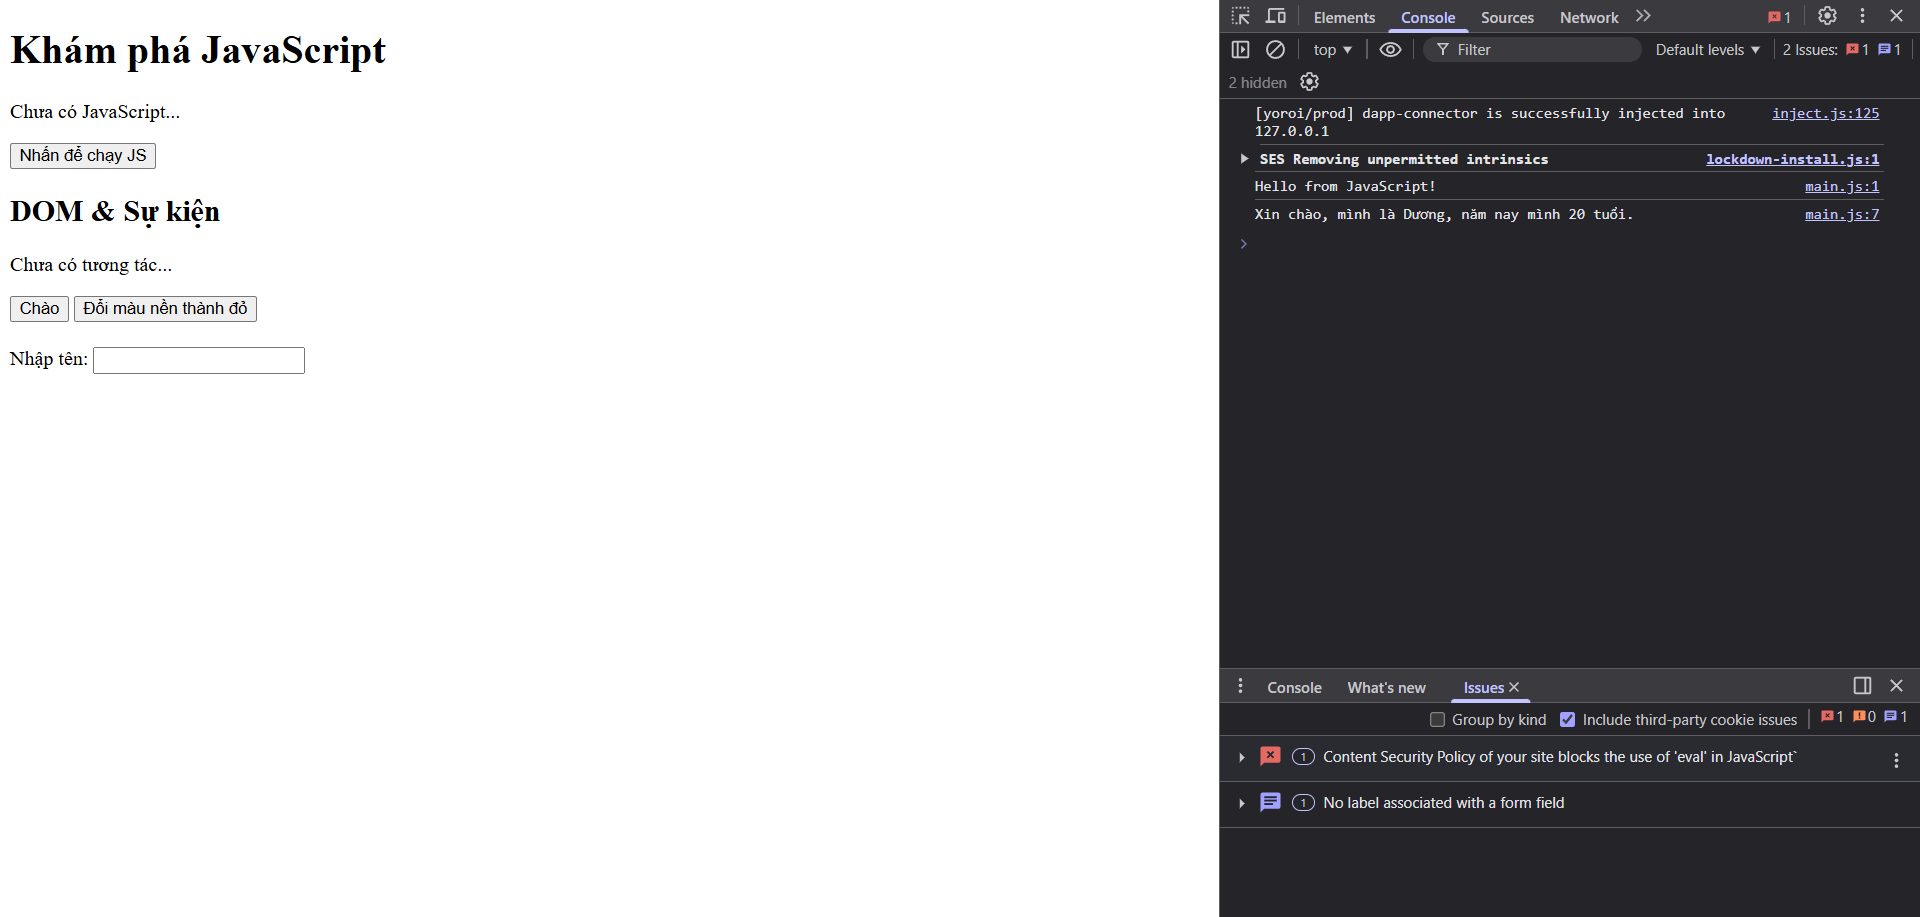 Khám phá JavaScript
Chưa có JavaScript...
Nhấn để chạy JS
DOM & Sự kiện
Chưa có tương tác...
Chào Đổi màu nền thành đỏ
Nhập tên:
Elements Console Sources Network 1
top Filter Default levels 2 Issues: 1 1
2 hidden
[yoroi/prod] dapp-connector is successfully injected into inject.js:125
127.0.0.1
SES Removing unpermitted intrinsics lockdown-install.js:1
Hello from JavaScript! main.js:1
Xin chào, mình là Dương, năm nay mình 20 tuổi. main.js:7
Console What's new Issues
Group by kind Include third-party cookie issues 1 0 1
1 Content Security Policy of your site blocks the use of 'eval' in JavaScript`
1 No label associated with a form field